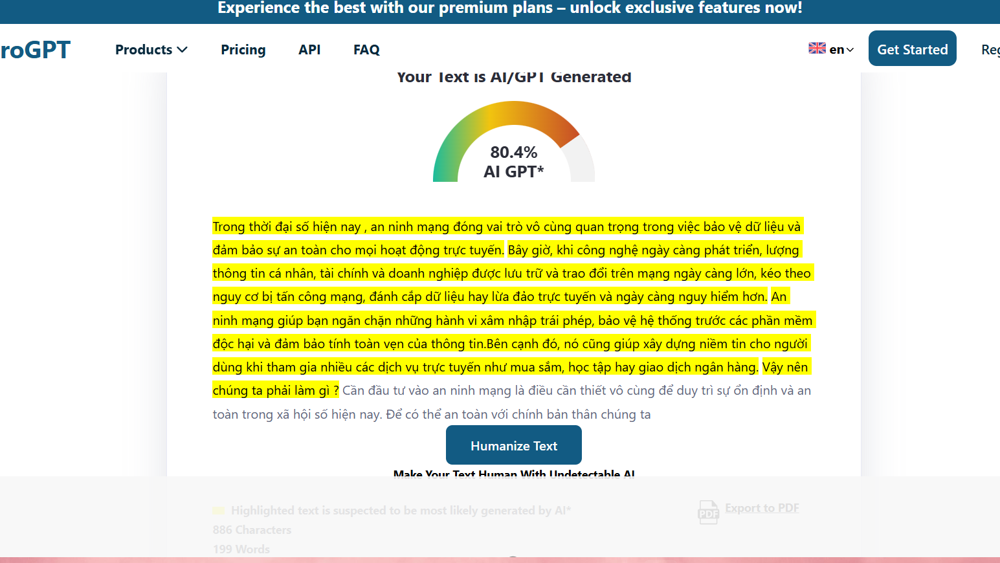 Experience the best with our premium plans – unlock exclusive features now!
roGPT Products Pricing API FAQ en Get Started Reg
Your Text is AI/GPT Generated
80.4%
AI GPT*
Trong thời đại số hiện nay , an ninh mạng đóng vai trò vô cùng quan trọng trong việc bảo vệ dữ liệu và
đảm bảo sự an toàn cho mọi hoạt động trực tuyến. Bây giờ, khi công nghệ ngày càng phát triển, lượng
thông tin cá nhân, tài chính và doanh nghiệp được lưu trữ và trao đổi trên mạng ngày càng lớn, kéo theo
nguy cơ bị tấn công mạng, đánh cắp dữ liệu hay lừa đảo trực tuyến và ngày càng nguy hiểm hơn. An
ninh mạng giúp bạn ngăn chặn những hành vi xâm nhập trái phép, bảo vệ hệ thống trước các phần mềm
độc hại và đảm bảo tính toàn vẹn của thông tin.Bên cạnh đó, nó cũng giúp xây dựng niềm tin cho người
dùng khi tham gia nhiều các dịch vụ trực tuyến như mua sắm, học tập hay giao dịch ngân hàng. Vậy nên
chúng ta phải làm gì ? Cần đầu tư vào an ninh mạng là điều cần thiết vô cùng để duy trì sự ổn định và an
toàn trong xã hội số hiện nay. Để có thể an toàn với chính bản thân chúng ta
Humanize Text
Make Your Text Human With Undetectable AI
Highlighted text is suspected to be most likely generated by AI*
PDF Export to PDF
886 Characters
199 Words